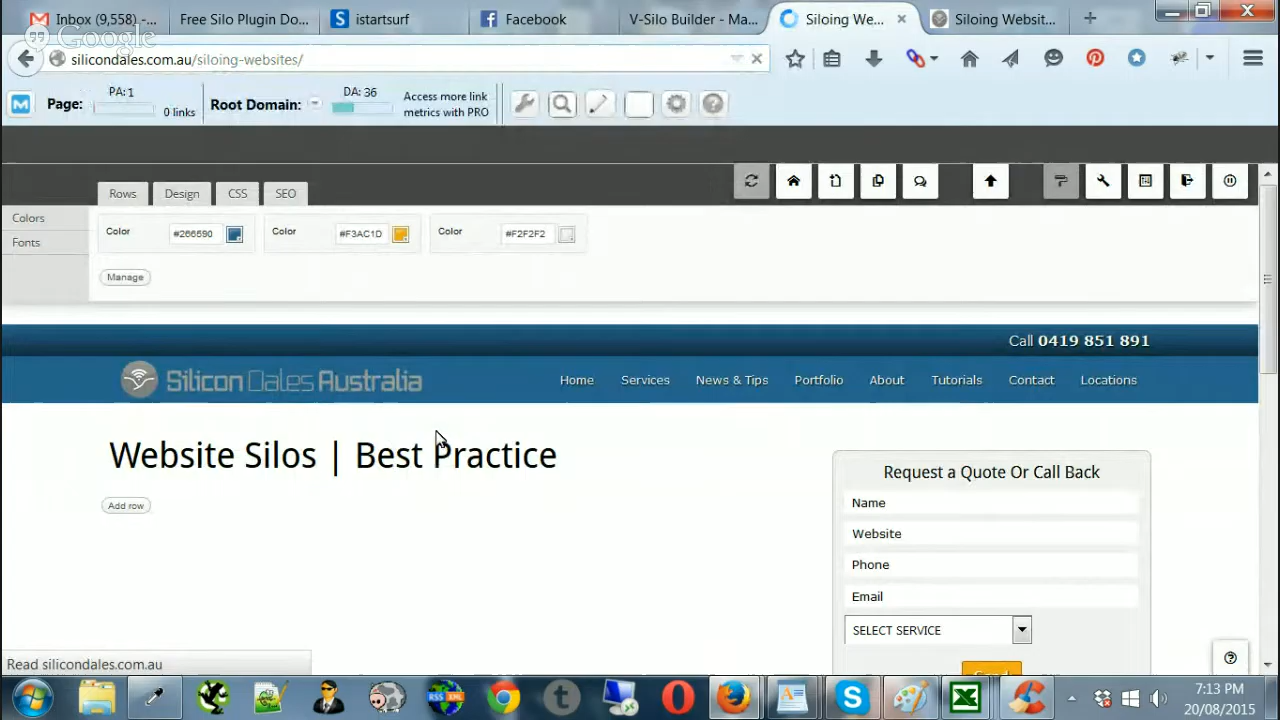 Inbox (9,558) -...
Free Silo Plugin Do...
istartsurf
Facebook
V-Silo Builder - Ma...
Siloing We...
Siloing Websit...
Google
silicondales.com.au/siloing-websites/
Page:
PA: 1
0 links
Root Domain:
DA: 36
Access more link
metrics with PRO
Rows
Design
CSS
SEO
Colors
Fonts
Color
#266590
Color
#F3AC1D
Color
#F2F2F2
Manage
Call 0419 851 891
Silicon Dales Australia
Home
Services
News & Tips
Portfolio
About
Tutorials
Contact
Locations
Website Silos | Best Practice
Add row
Request a Quote Or Call Back
Name
Website
Phone
Email
SELECT SERVICE
Read silicondales.com.au
RSS XML
7:13 PM
20/08/2015